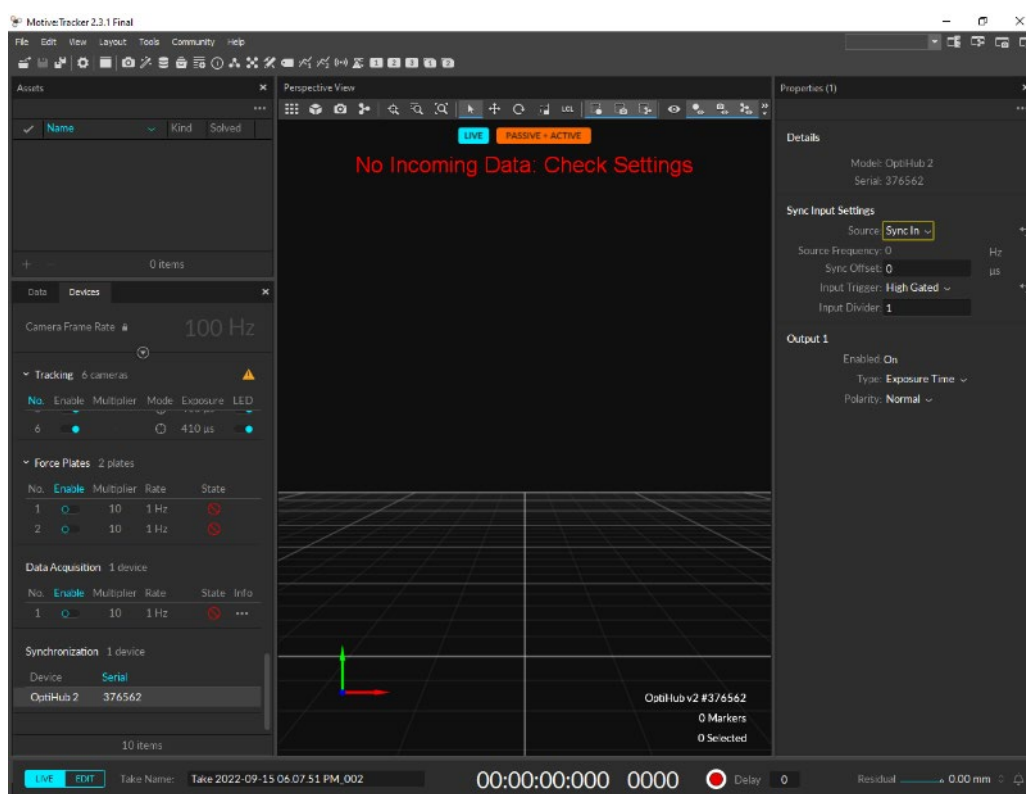 Motive:Tracker 2.3.1 Final
File Edit View Layout Tools Community Help
Assets
Name Kind Solved
+ - 0 items
Data Devices
Camera Frame Rate 100 Hz
Tracking 6 cameras
No. Enable Multiplier Mode Exposure LED
6 410 µs
Force Plates 2 plates
No. Enable Multiplier Rate State
1 10 1 Hz
2 10 1 Hz
Data Acquisition 1 device
No. Enable Multiplier Rate State Info
1 10 1 Hz
Synchronization 1 device
Device Serial
OptiHub 2 376562
10 items
Perspective View
LCL
LIVE PASSIVE + ACTIVE
No Incoming Data: Check Settings
OptiHub v2 #376562
0 Markers
0 Selected
Properties (1)
Details
Model: OptiHub 2
Serial: 376562
Sync Input Settings
Source: Sync In
Source Frequency: 0 Hz
Sync Offset: 0 µs
Input Trigger: High Gated
Input Divider: 1
Output 1
Enabled: On
Type: Exposure Time
Polarity: Normal
LIVE EDIT Take Name: Take 2022-09-15 06.07.51 PM_002 00:00:00:000 0000 Delay 0 Residual 0.00 mm